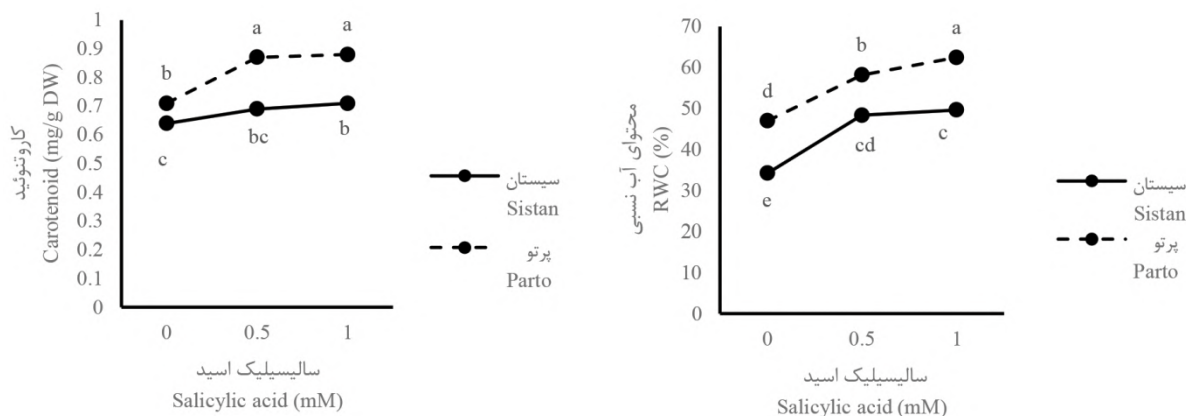 کاروتنوئید
Carotenoid (mg/g DW)
1
0.9
0.8
0.7
0.6
0.5
0.4
0.3
0.2
0.1
0
b
a
a
c
bc
b
0
0.5
1
سالیسیلیک اسید
Salicylic acid (mM)
سیستان
Sistan
پرتو
Parto
محتوای آب نسبی
RWC (%)
70
60
50
40
30
20
10
0
d
b
a
e
cd
c
0
0.5
1
سالیسیلیک اسید
Salicylic acid (mM)
سیستان
Sistan
پرتو
Parto